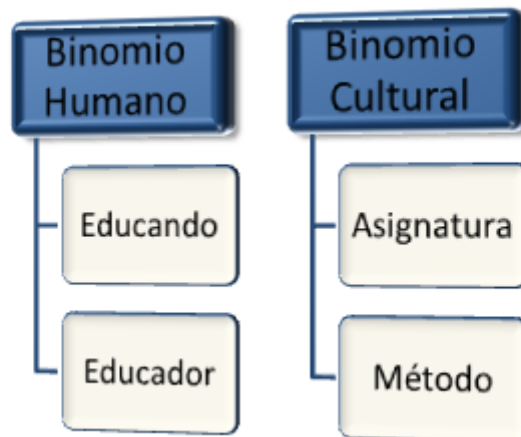 Binomio
Humano
Educando
Educador
Binomio
Cultural
Asignatura
Método